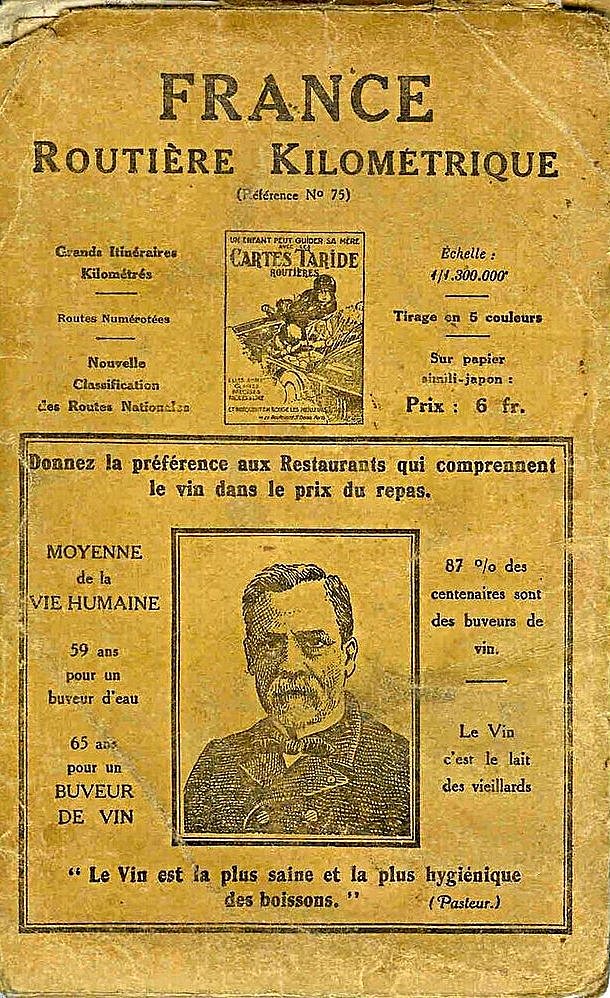 FRANCE
ROUTIÈRE KILOMÉTRIQUE
(Référence No 75)
Grands Itinéraires
Kilométrés
Routes Numérotées
Nouvelle
Classification
des Routes Nationales
UN ENFANT PEUT GUIDER SA MÈRE
AVEC LES
CARTES TARIDE
ROUTIÈRES
Échelle :
1/1.300.000e
Tirage en 5 couleurs
Sur papier
simili-japon :
Prix : 6 fr.
Donnez la préférence aux Restaurants qui comprennent
le vin dans le prix du repas.
MOYENNE
de la
VIE HUMAINE
59 ans
pour un
buveur d'eau
65 ans
pour un
BUVEUR
DE VIN
87 % des
centenaires sont
des buveurs de
vin.
Le Vin
c'est le lait
des vieillards
“ Le Vin est la plus saine et la plus hygiénique
des boissons. ” (Pasteur.)